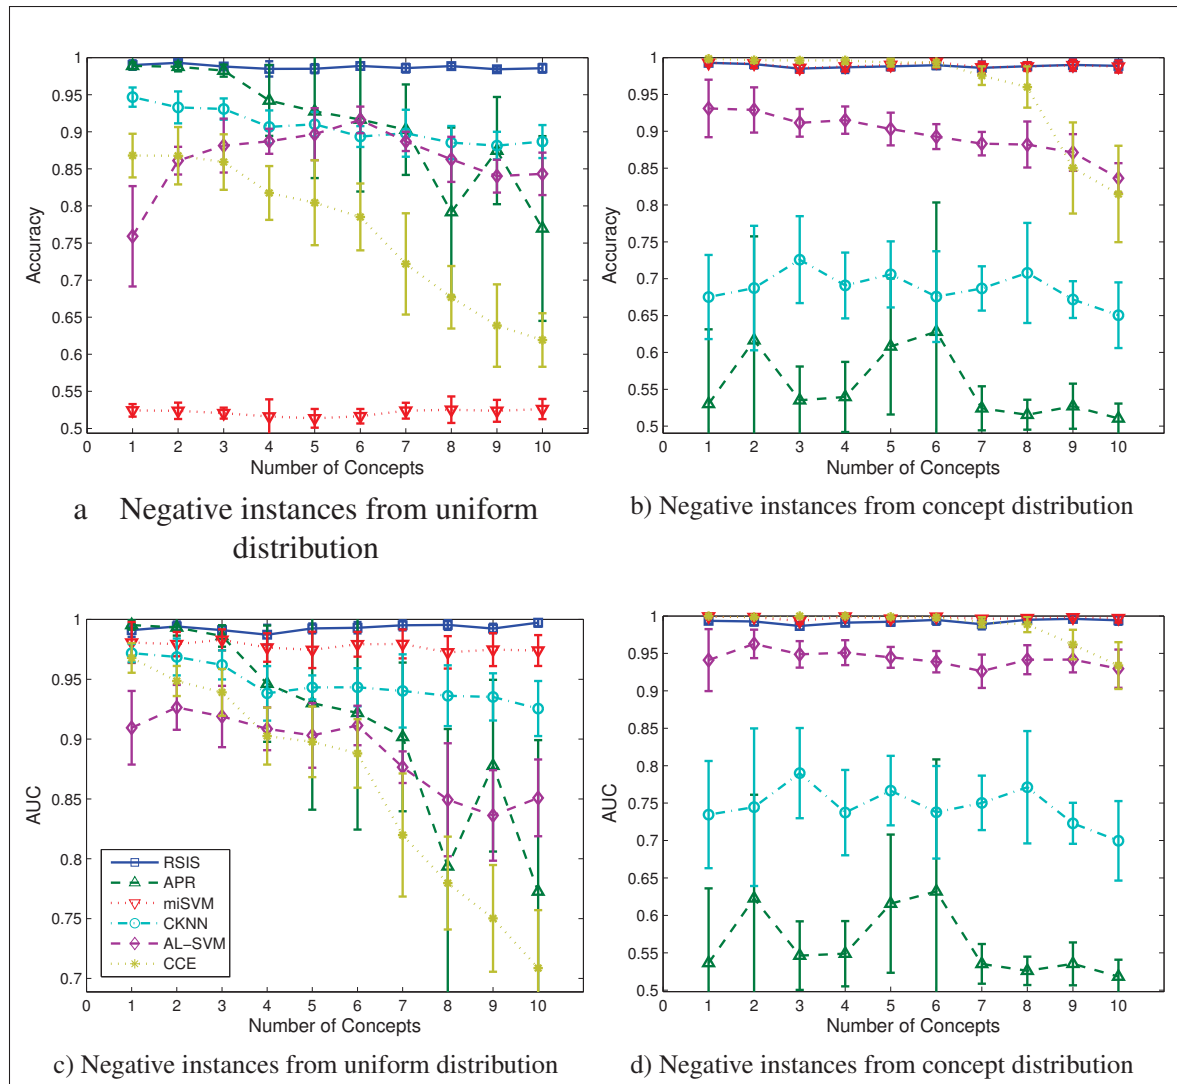 1
0.95
0.9
0.85
0.8
0.75
0.7
0.65
0.6
0.55
0.5
Accuracy
0 1 2 3 4 5 6 7 8 9 10
Number of Concepts
a Negative instances from uniform
distribution
1
0.95
0.9
0.85
0.8
0.75
0.7
0.65
0.6
0.55
0.5
Accuracy
0 1 2 3 4 5 6 7 8 9 10
Number of Concepts
b) Negative instances from concept distribution
1
0.95
0.9
0.85
0.8
0.75
0.7
AUC
RSIS
APR
miSVM
CKNN
AL−SVM
CCE
0 1 2 3 4 5 6 7 8 9 10
Number of Concepts
c) Negative instances from uniform distribution
1
0.95
0.9
0.85
0.8
0.75
0.7
0.65
0.6
0.55
0.5
AUC
0 1 2 3 4 5 6 7 8 9 10
Number of Concepts
d) Negative instances from concept distribution